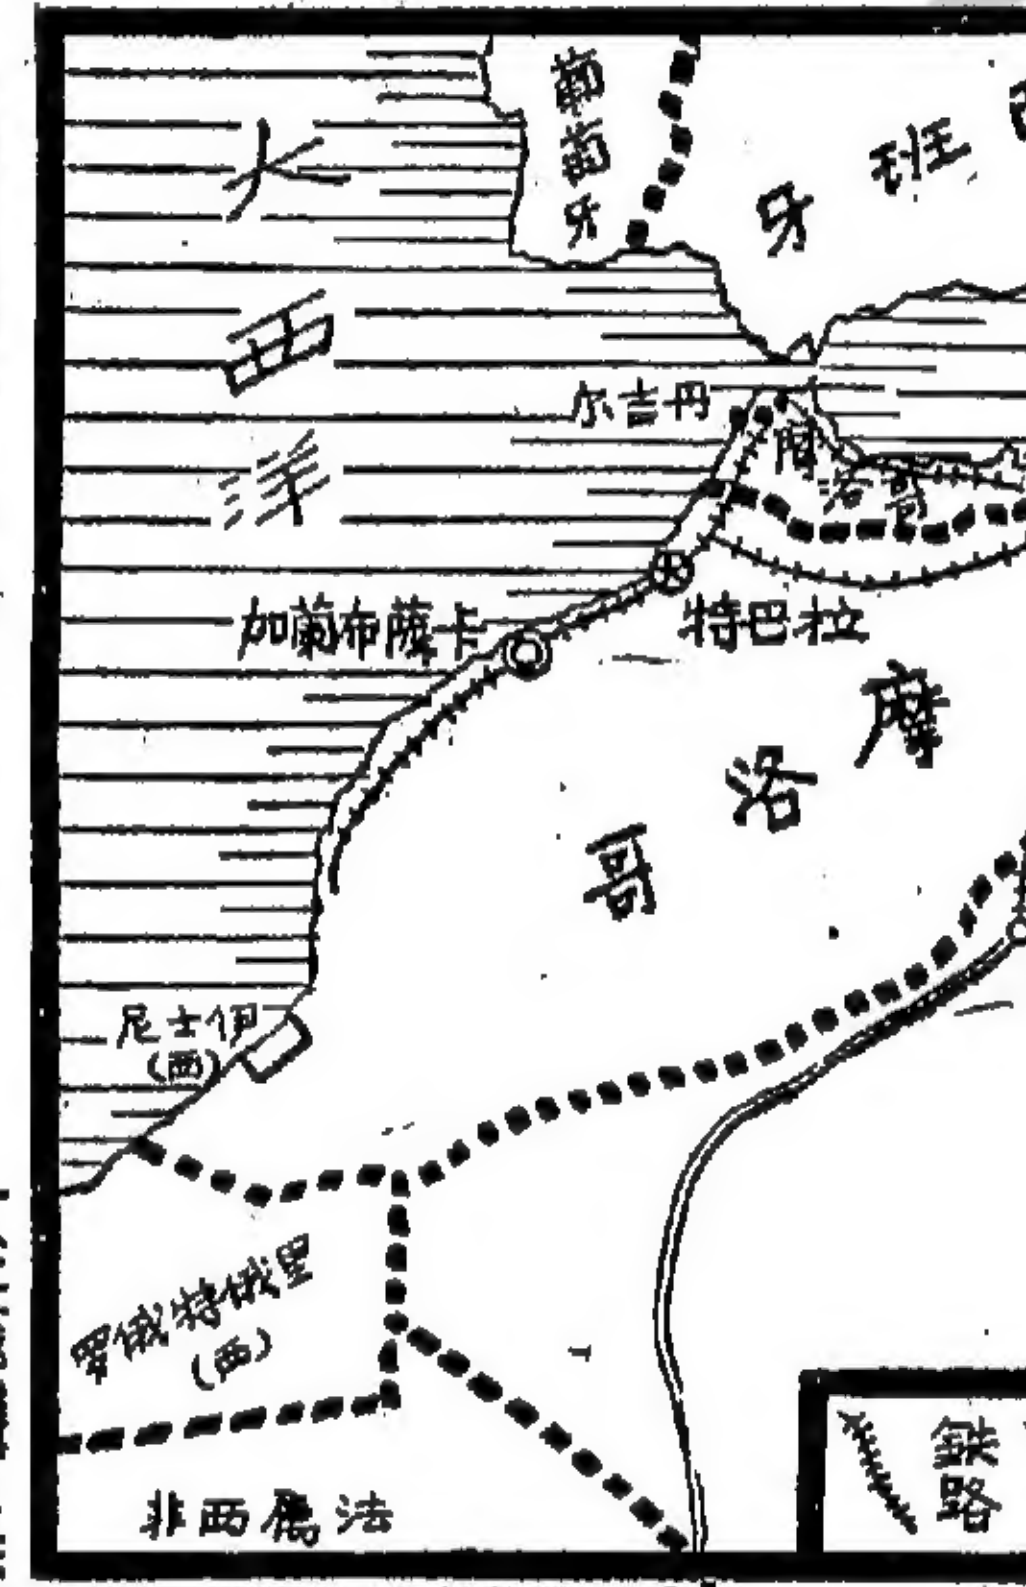 大西洋
葡萄牙
班牙
丹吉尔
摩洛哥
卡薩布蘭加
拉巴特
摩洛哥
伊士尼
(西)
里俄特俄罗
(西)
法属西非
鉄路